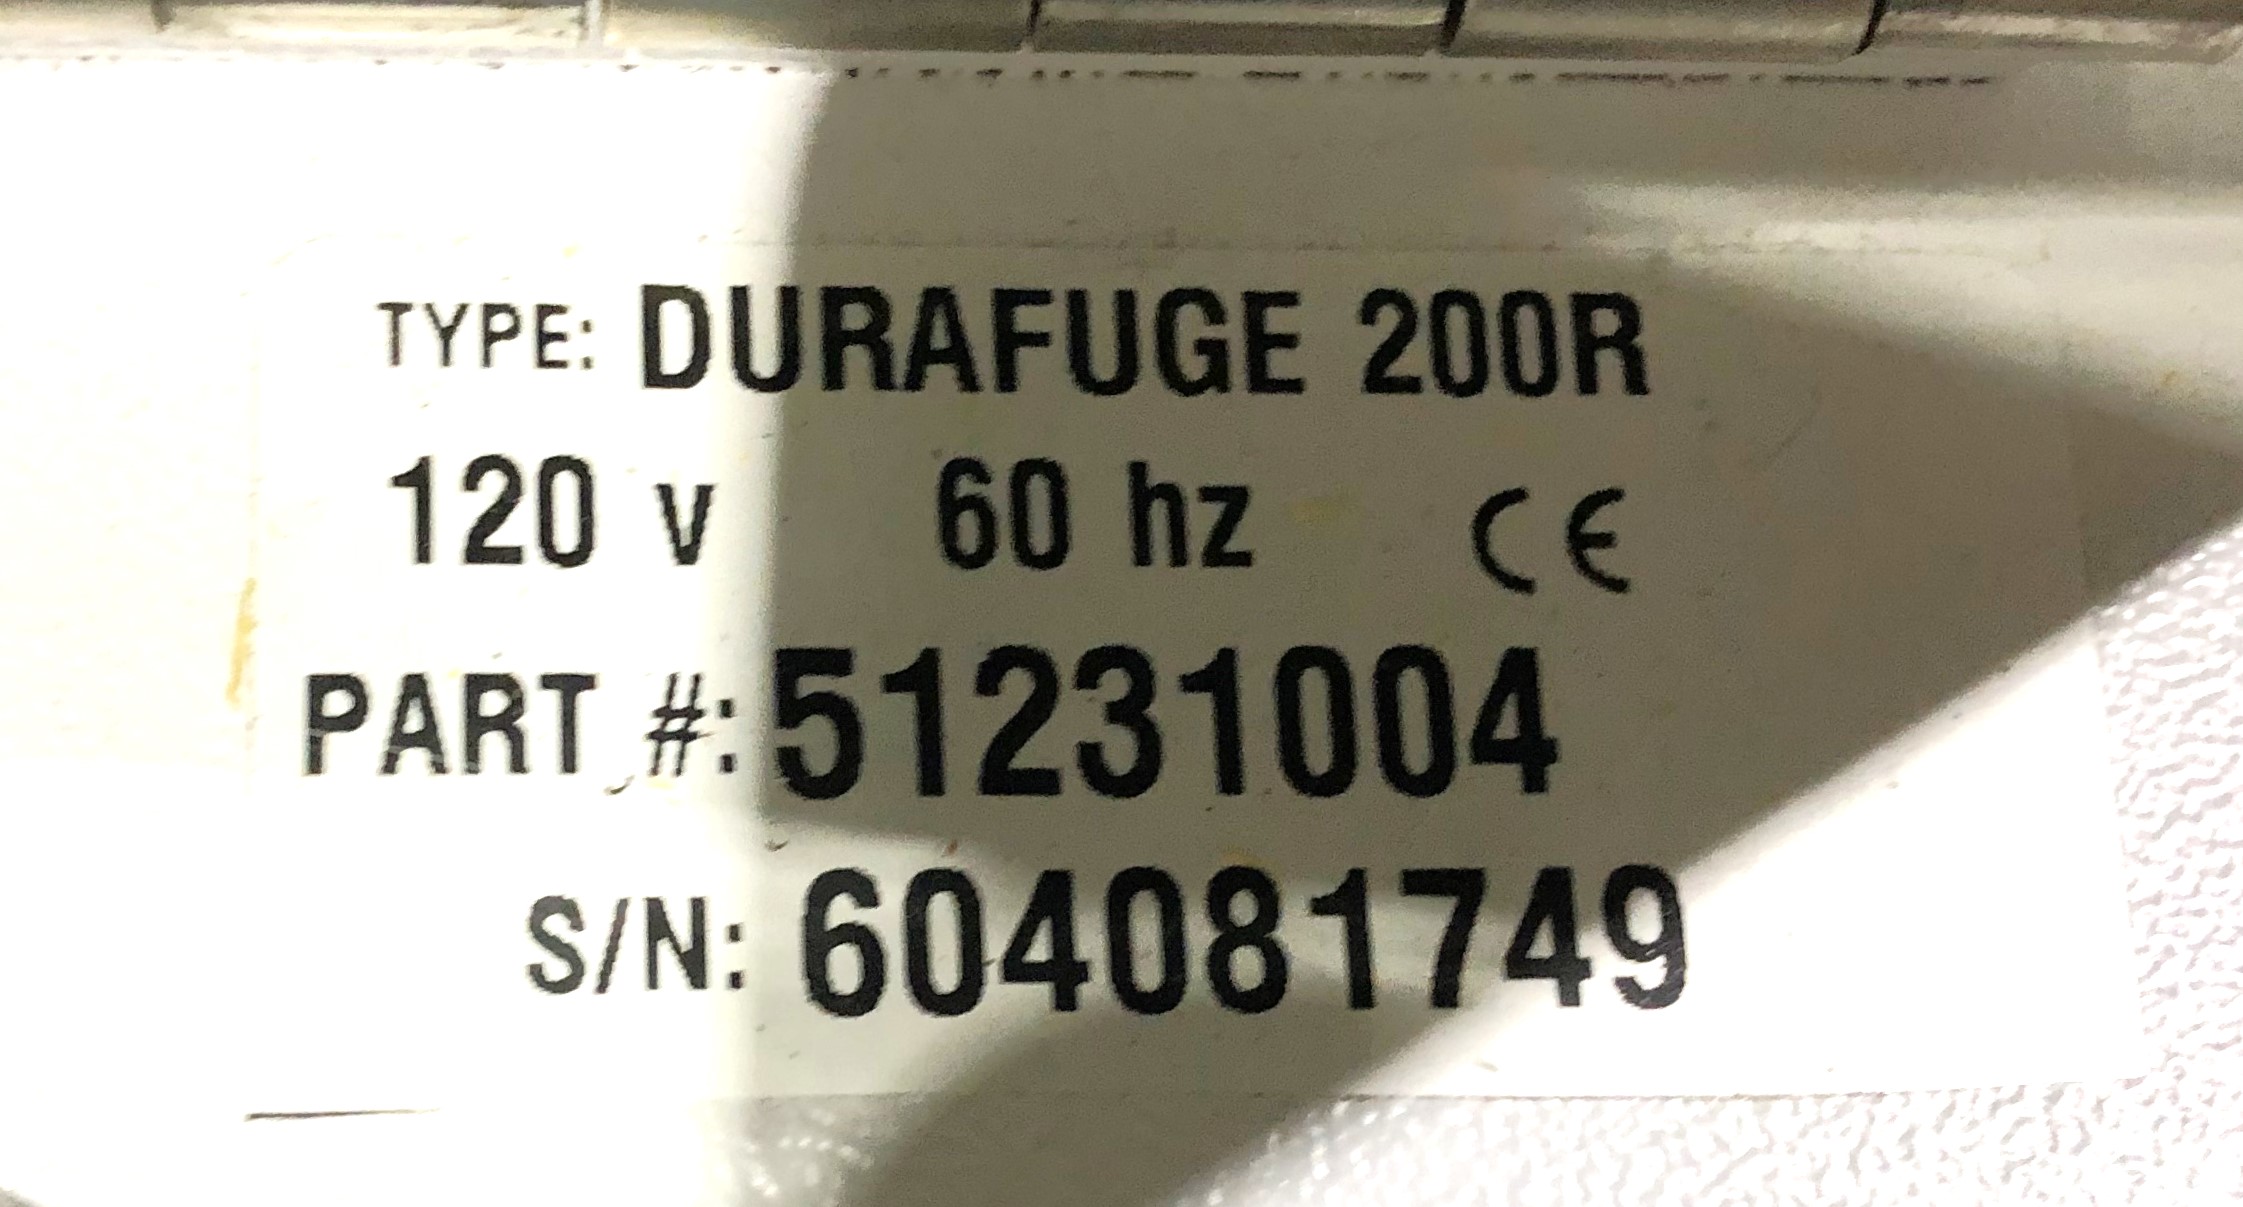 TYPE: DURAFUGE 200R
120 v 60 hz CE
PART #: 51231004
S/N: 604081749